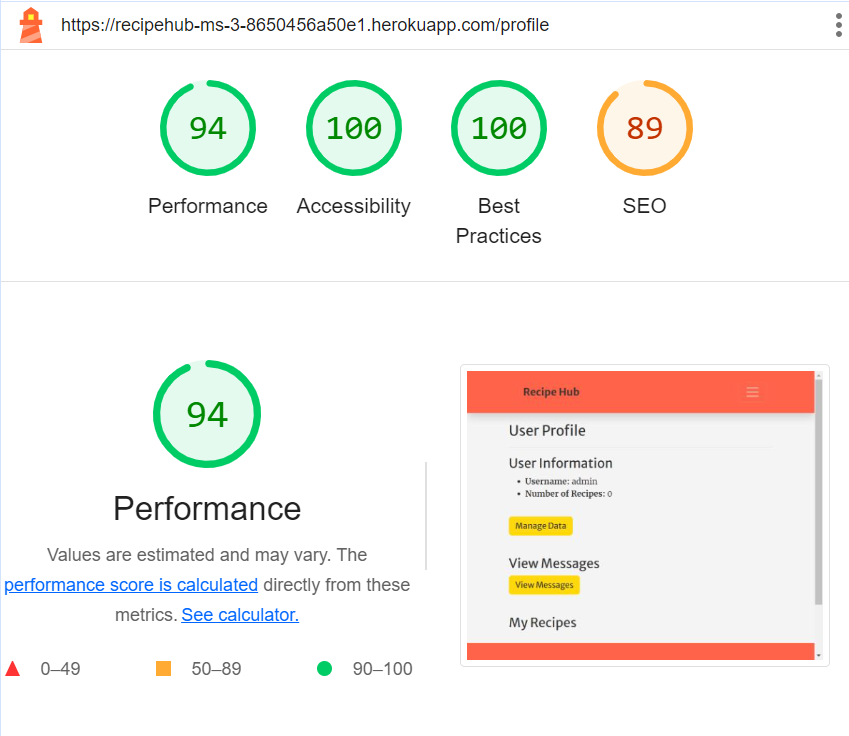 https://recipehub-ms-3-8650456a50e1.herokuapp.com/profile
94
100
100
89
Performance
Accessibility
Best
Practices
SEO
94
Performance
Values are estimated and may vary. The
performance score is calculated directly from these
metrics. See calculator.
0–49
50–89
90–100
Recipe Hub
User Profile
User Information
Username: admin
Number of Recipes: 0
Manage Data
View Messages
View Messages
My Recipes